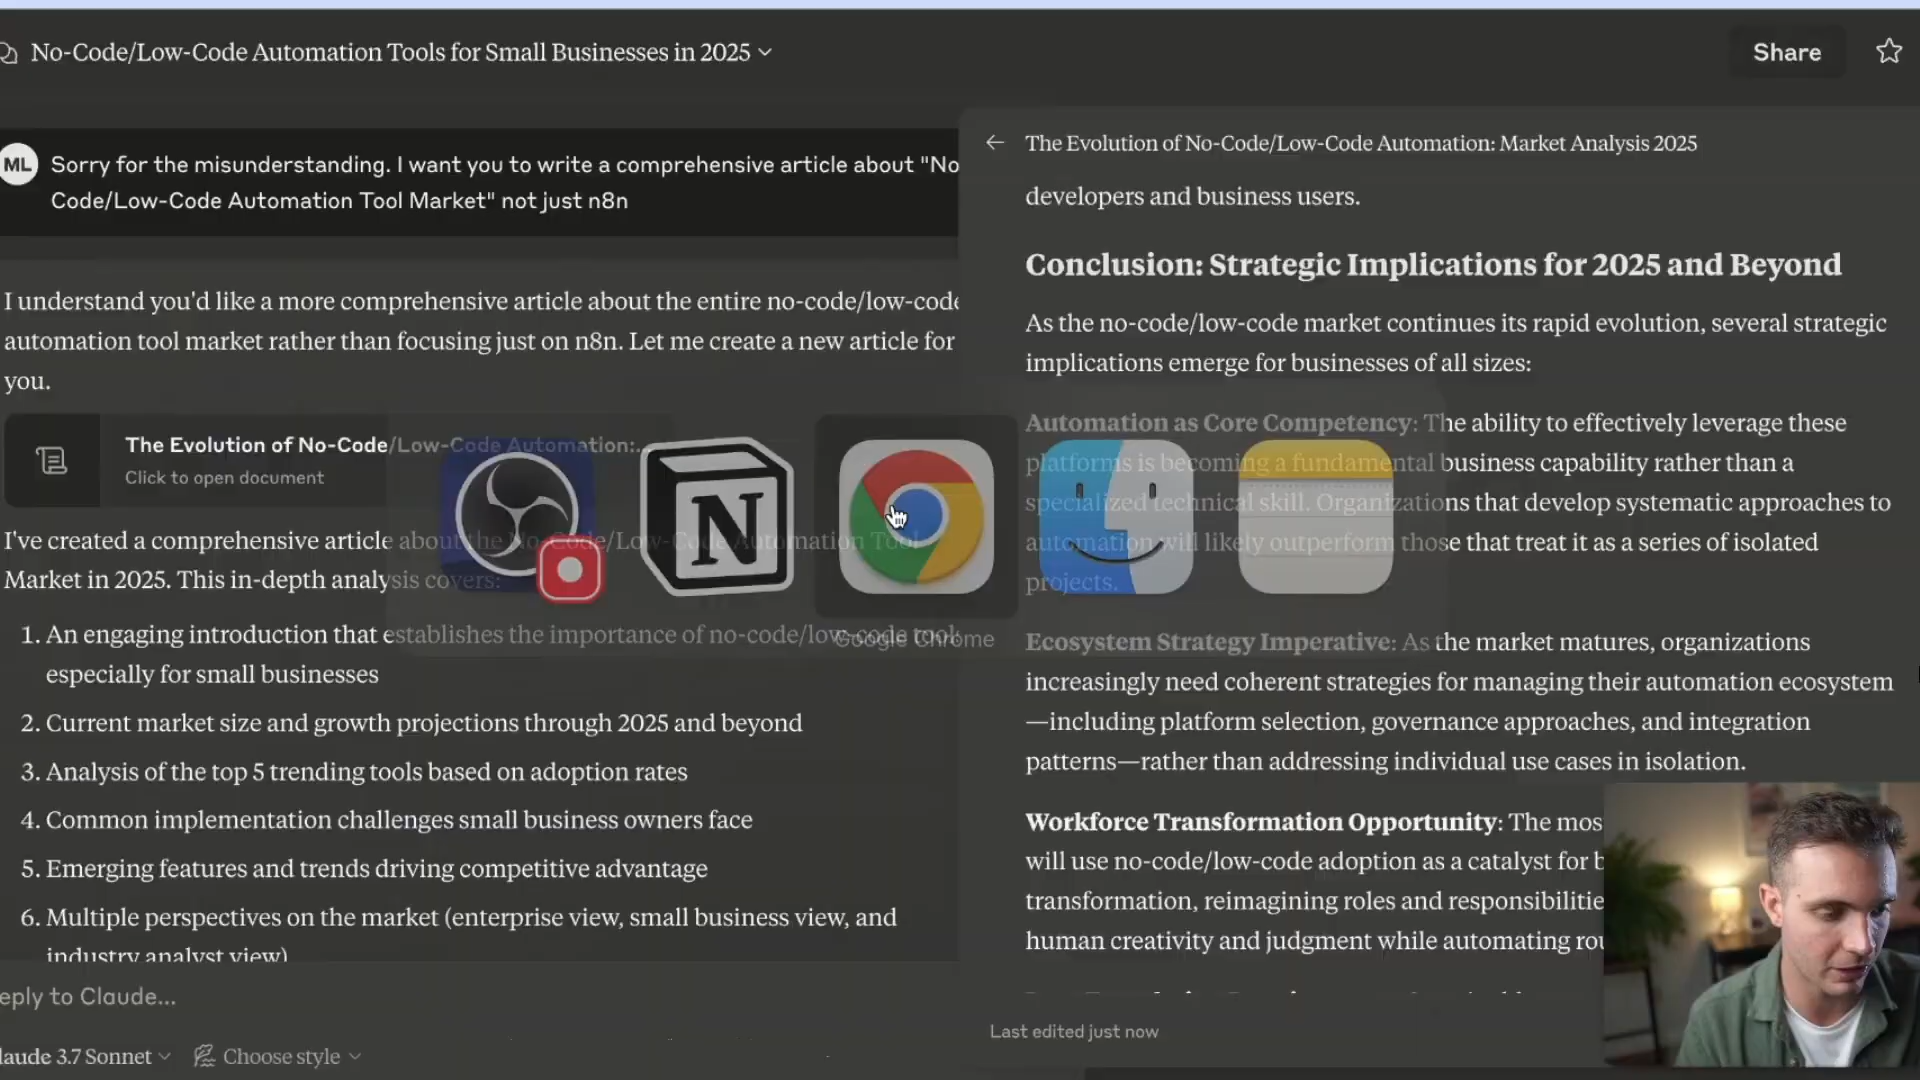 No-Code/Low-Code Automation Tools for Small Businesses in 2025
Share
ML
Sorry for the misunderstanding. I want you to write a comprehensive article about "No
Code/Low-Code Automation Tool Market" not just n8n
I understand you'd like a more comprehensive article about the entire no-code/low-code
automation tool market rather than focusing just on n8n. Let me create a new article for
you.
The Evolution of No-Code/Low-Code Automation:...
Click to open document
I've created a comprehensive article about the No-Code/Low-Code Automation Tool
Market in 2025. This in-depth analysis covers:
1. An engaging introduction that establishes the importance of no-code/low-code tools
especially for small businesses
2. Current market size and growth projections through 2025 and beyond
3. Analysis of the top 5 trending tools based on adoption rates
4. Common implementation challenges small business owners face
5. Emerging features and trends driving competitive advantage
6. Multiple perspectives on the market (enterprise view, small business view, and
industry analyst view)
eply to Claude...
laude 3.7 Sonnet
Choose style
N
Google Chrome
The Evolution of No-Code/Low-Code Automation: Market Analysis 2025
developers and business users.
Conclusion: Strategic Implications for 2025 and Beyond
As the no-code/low-code market continues its rapid evolution, several strategic
implications emerge for businesses of all sizes:
Automation as Core Competency: The ability to effectively leverage these
platforms is becoming a fundamental business capability rather than a
specialized technical skill. Organizations that develop systematic approaches to
automation will likely outperform those that treat it as a series of isolated
projects.
Ecosystem Strategy Imperative: As the market matures, organizations
increasingly need coherent strategies for managing their automation ecosystem
—including platform selection, governance approaches, and integration
patterns—rather than addressing individual use cases in isolation.
Workforce Transformation Opportunity: The mos
will use no-code/low-code adoption as a catalyst for b
transformation, reimagining roles and responsibilitie
human creativity and judgment while automating rou
Last edited just now